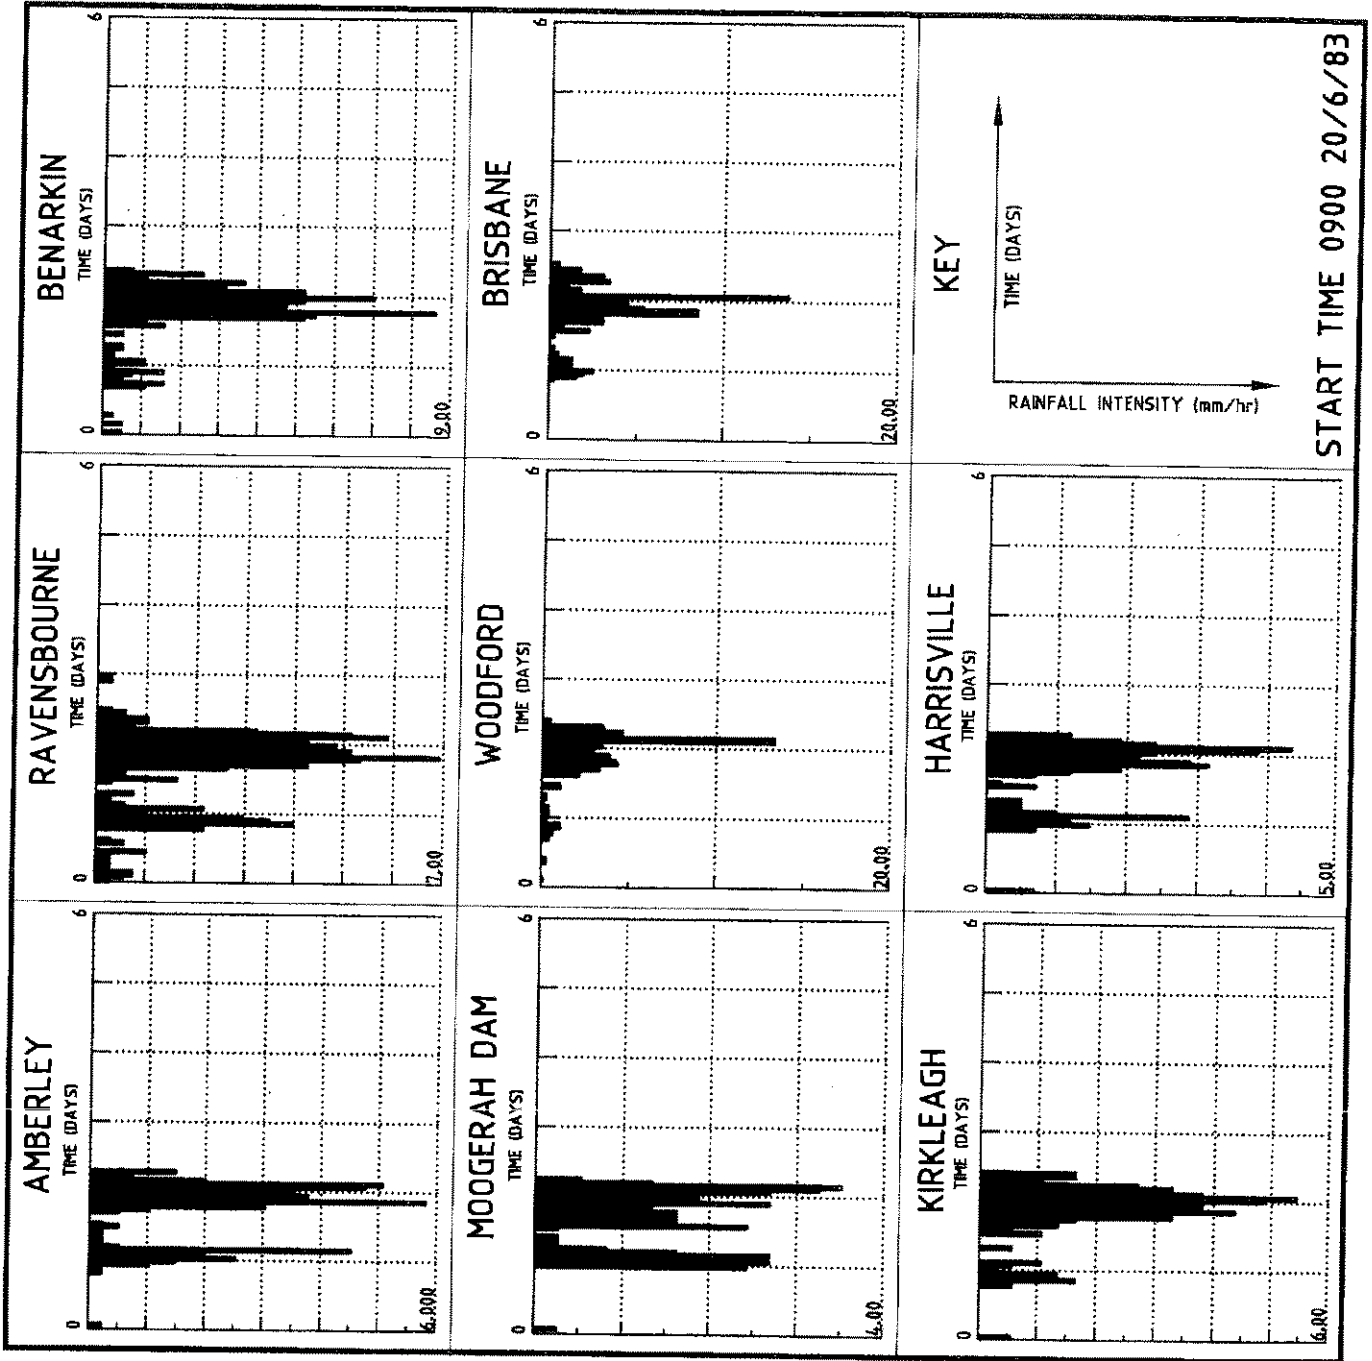 AMBERLEY
TIME (DAYS)
0
6
6.000
RAVENSBOURNE
TIME (DAYS)
0
6
7.00
BENARKIN
TIME (DAYS)
0
6
9.00
MOOGERAH DAM
TIME (DAYS)
0
6
4.00
WOODFORD
TIME (DAYS)
0
6
20.00
BRISBANE
TIME (DAYS)
0
6
20.00
KIRKLEAGH
TIME (DAYS)
0
6
6.00
HARRISVILLE
TIME (DAYS)
0
6
5.00
KEY
TIME (DAYS)
RAINFALL INTENSITY (mm/hr)
START TIME 0900 20/6/83